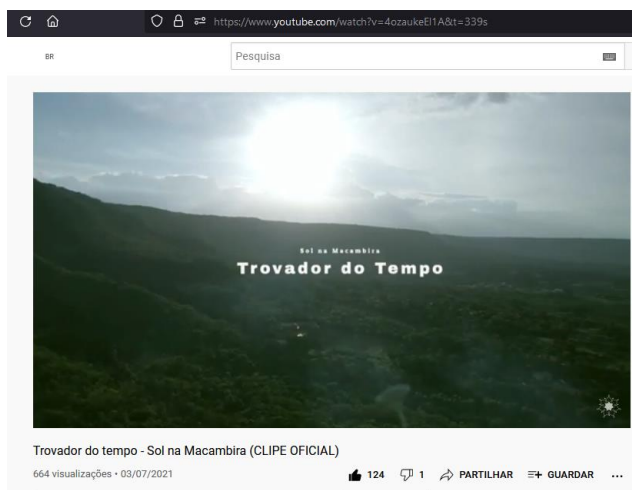 https://www.youtube.com/watch?v=4ozaukeEl1A&t=339s
BR
Pesquisa
Sol na Macambira
Trovador do Tempo
Trovador do tempo - Sol na Macambira (CLIPE OFICIAL)
664 visualizações • 03/07/2021 124 1 PARTILHAR GUARDAR ...